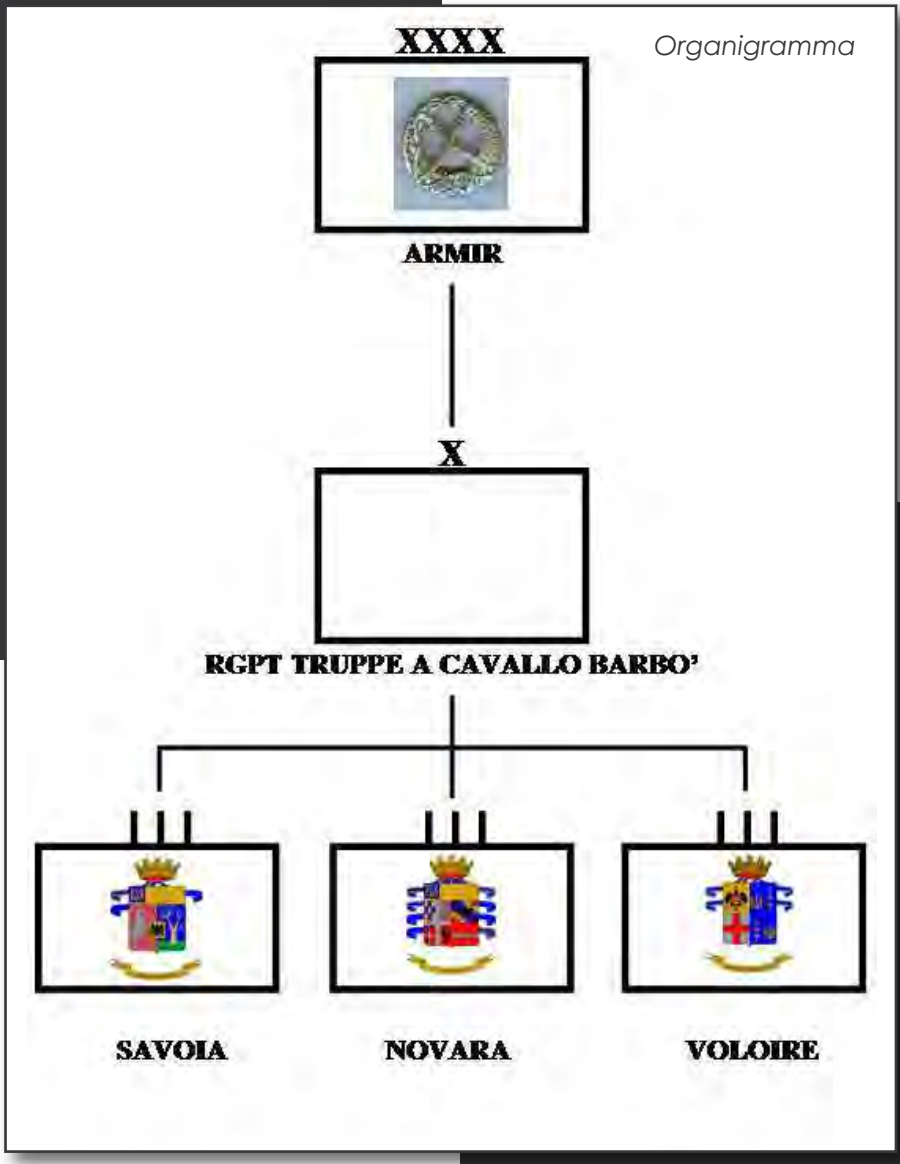 Organigramma
XXXX
ARMIR
X
RGPT TRUPPE A CAVALLO BARBO'
SAVOIA
NOVARA
VOLOIRE